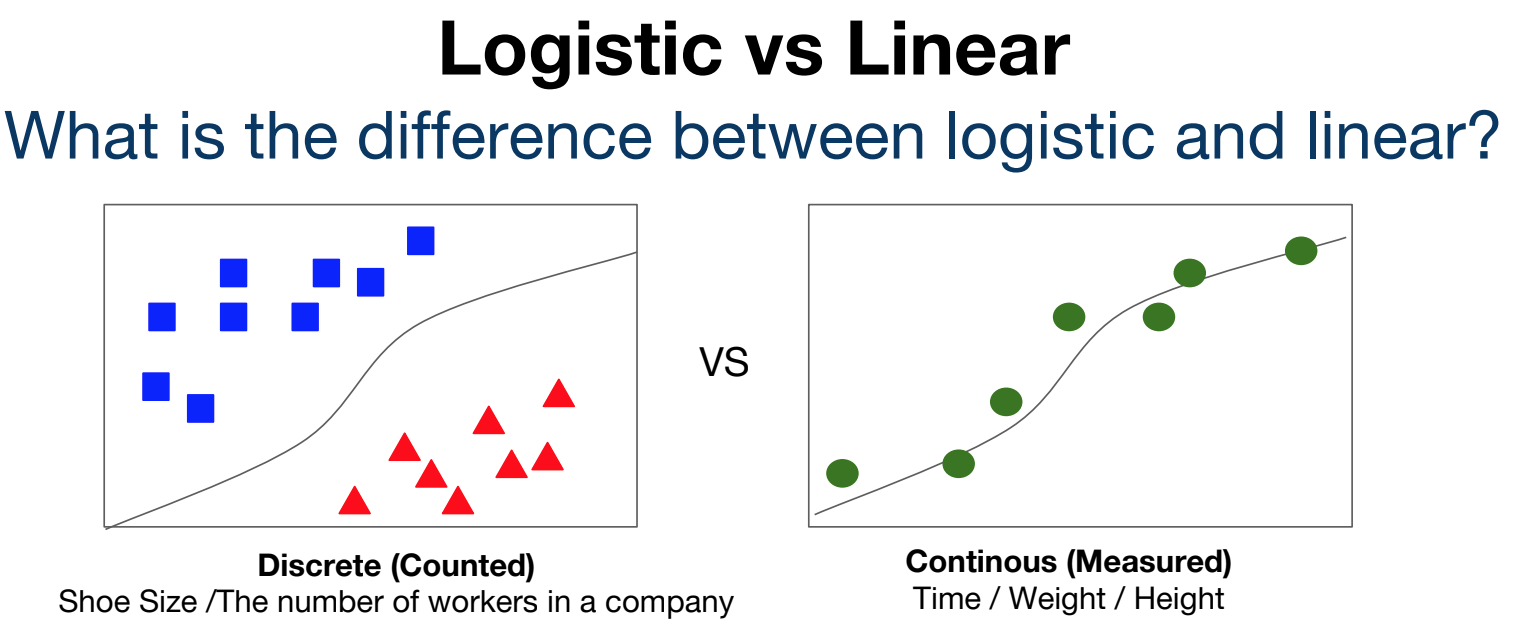 Logistic vs Linear
What is the difference between logistic and linear?
VS
Discrete (Counted)
Shoe Size /The number of workers in a company
Continous (Measured)
Time / Weight / Height